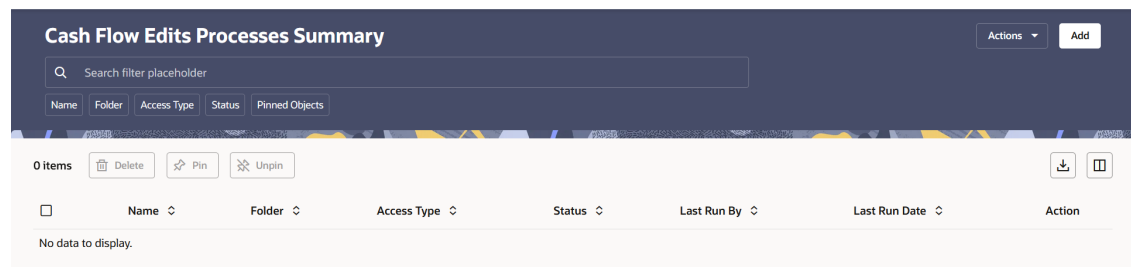 Cash Flow Edits Processes Summary
Actions Add
Search filter placeholder
Name Folder Access Type Status Pinned Objects
0 items Delete Pin Unpin
Name Folder Access Type Status Last Run By Last Run Date Action
No data to display.